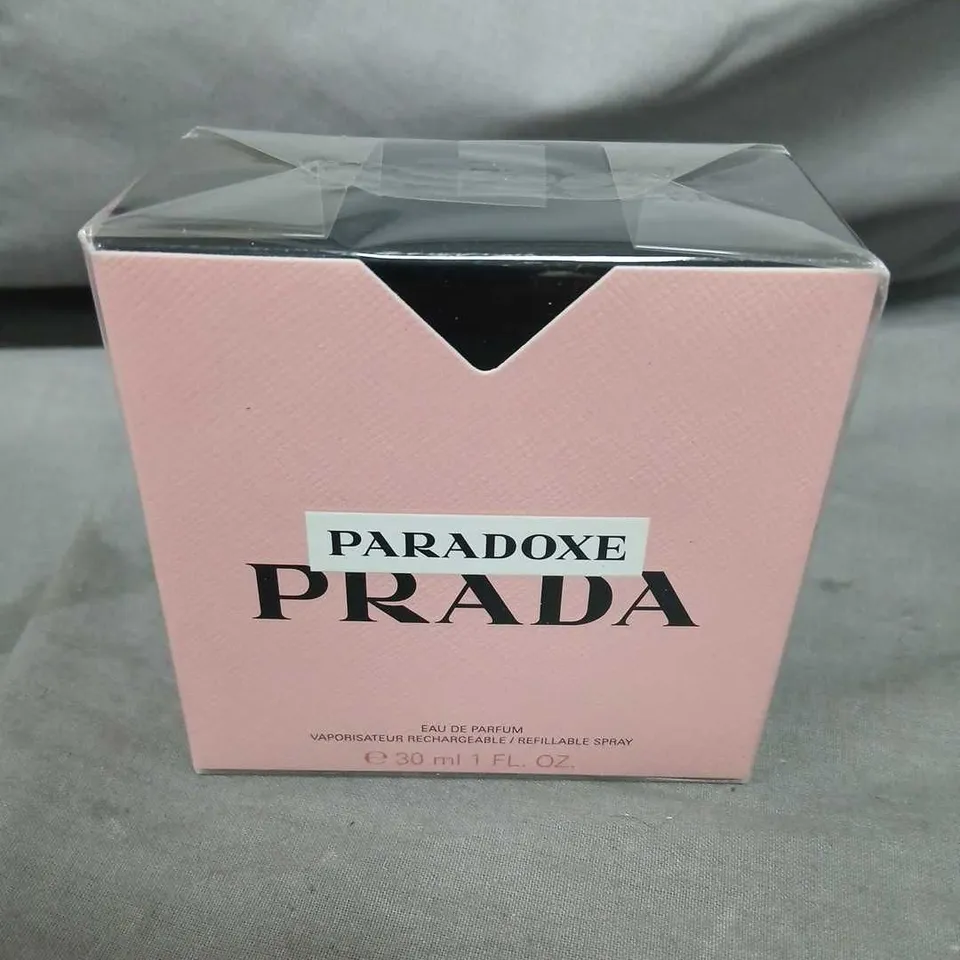 PARADOXE
PRADA
EAU DE PARFUM
VAPORISATEUR RECHARGEABLE / REFILLABLE SPRAY
℮ 30 ml 1 FL. OZ.